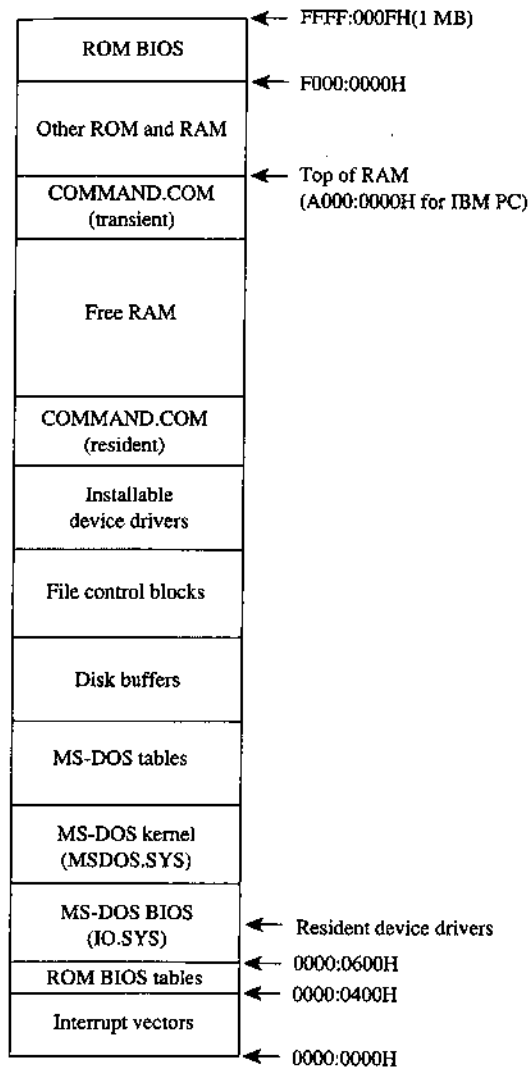 FFFF:000FH(1 MB)
ROM BIOS
F000:0000H
Other ROM and RAM
Top of RAM
(A000:0000H for IBM PC)
COMMAND.COM
(transient)
Free RAM
COMMAND.COM
(resident)
Installable
device drivers
File control blocks
Disk buffers
MS-DOS tables
MS-DOS kernel
(MSDOS.SYS)
MS-DOS BIOS
(IO.SYS)
Resident device drivers
0000:0600H
ROM BIOS tables
0000:0400H
Interrupt vectors
0000:0000H